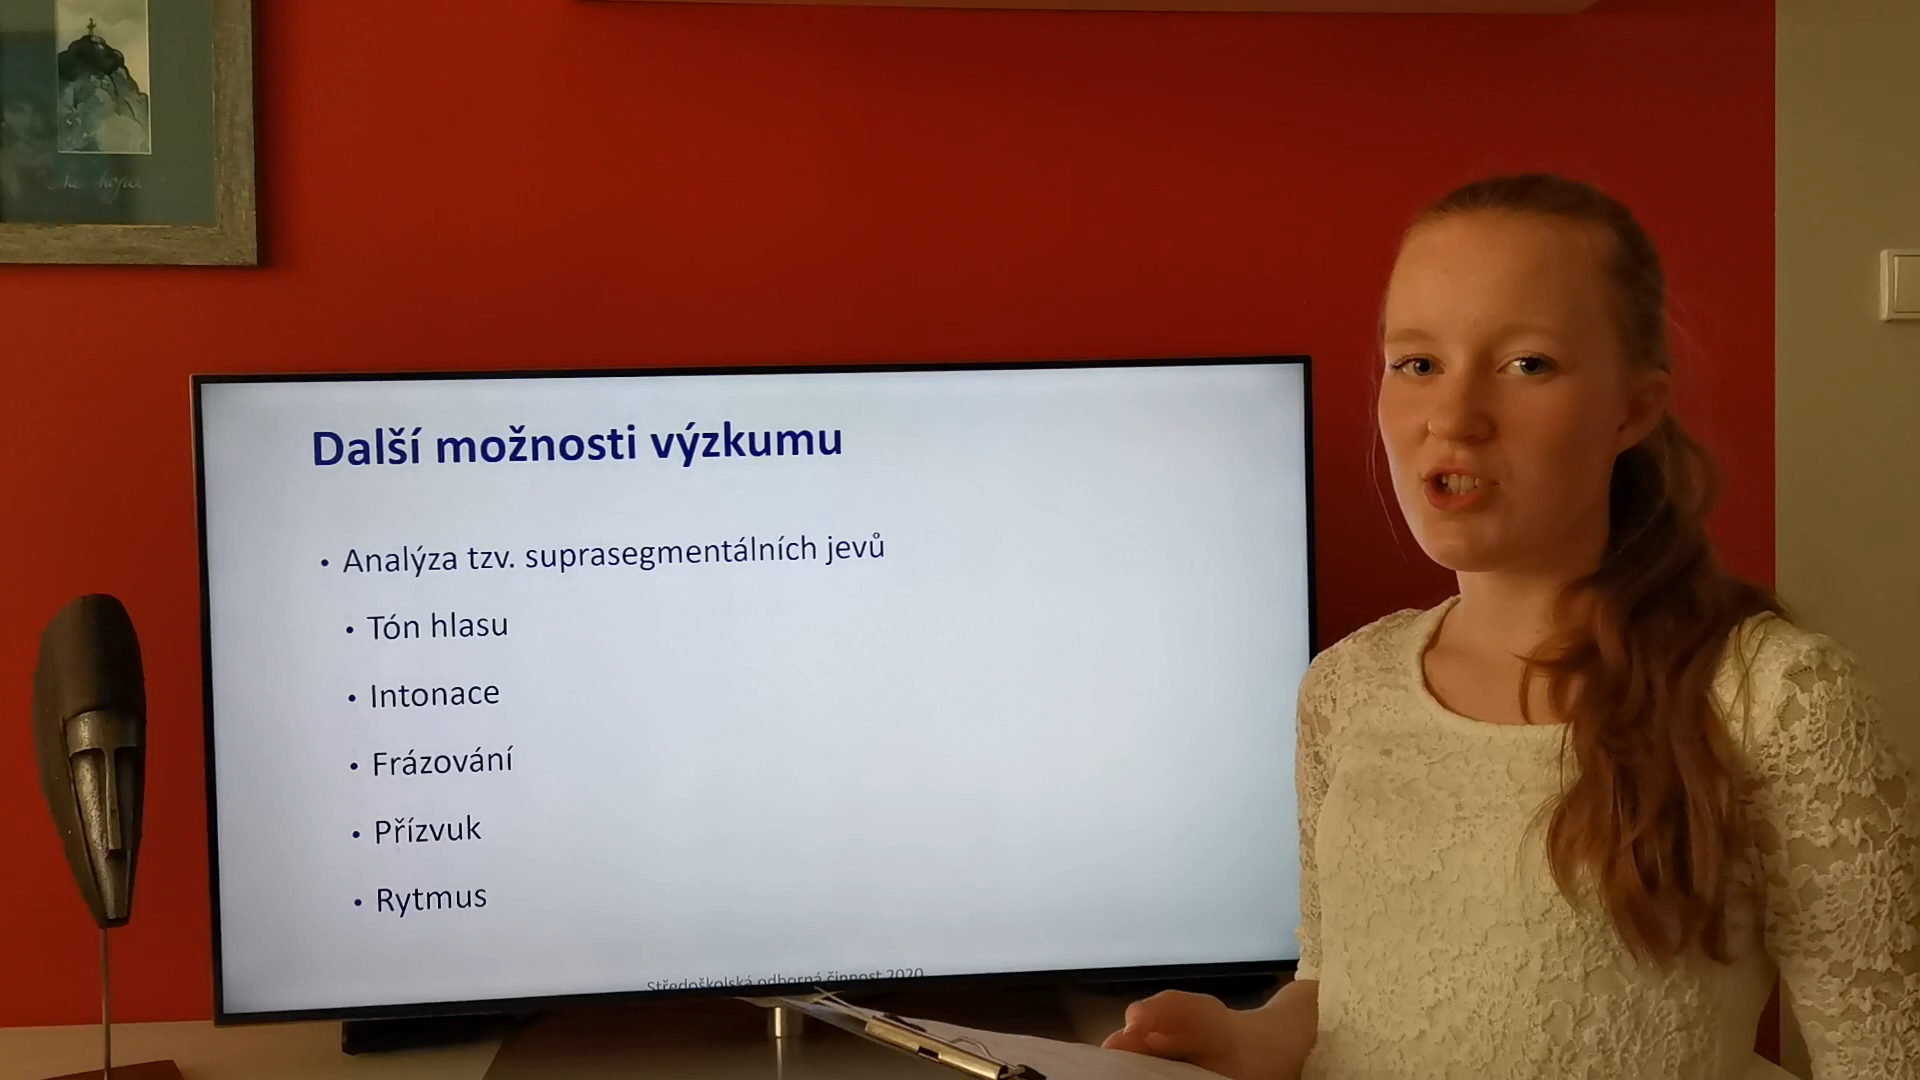 Další možnosti výzkumu
• Analýza tzv. suprasegmentálních jevů
• Tón hlasu
• Intonace
• Frázování
• Přízvuk
• Rytmus
Středoškolská odborná činnost 2020